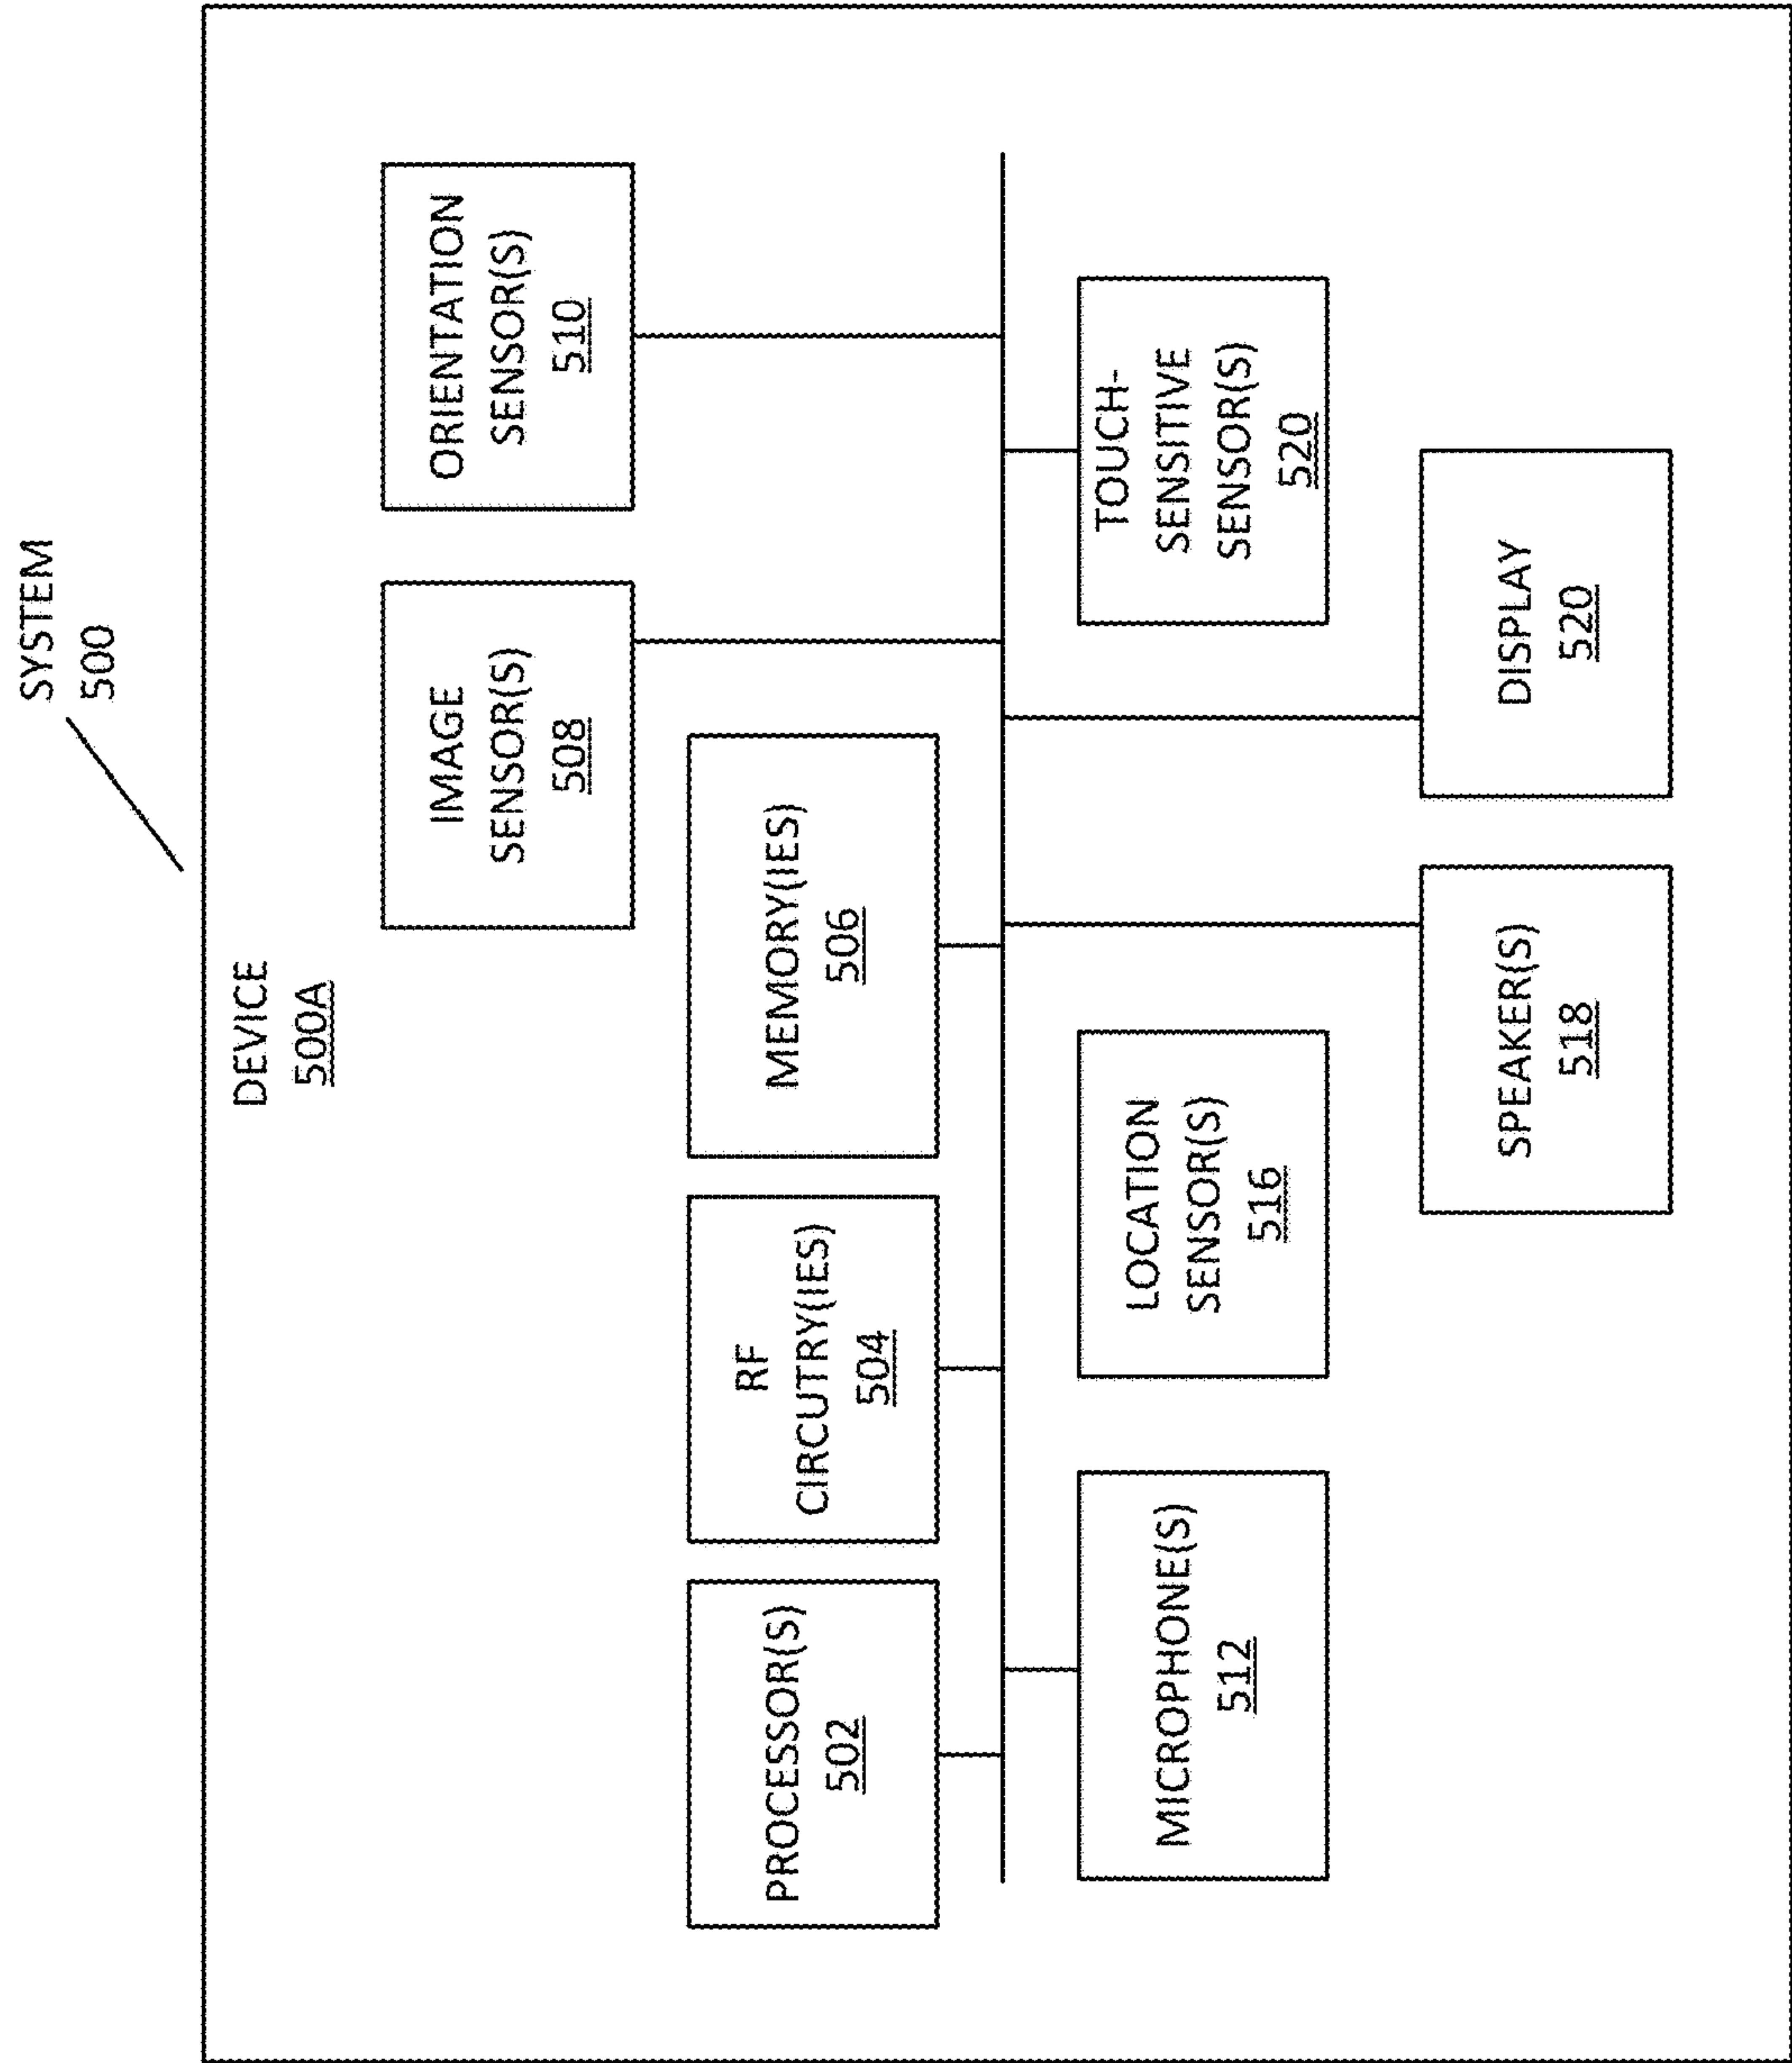 SYSTEM
500
DEVICE
500A
IMAGE
SENSOR(S)
508
ORIENTATION
SENSOR(S)
510
PROCESSOR(S)
502
RF
CIRCUTRY(IES)
504
MEMORY(IES)
506
MICROPHONE(S)
512
LOCATION
SENSOR(S)
516
TOUCH-
SENSITIVE
SENSOR(S)
520
SPEAKER(S)
518
DISPLAY
520